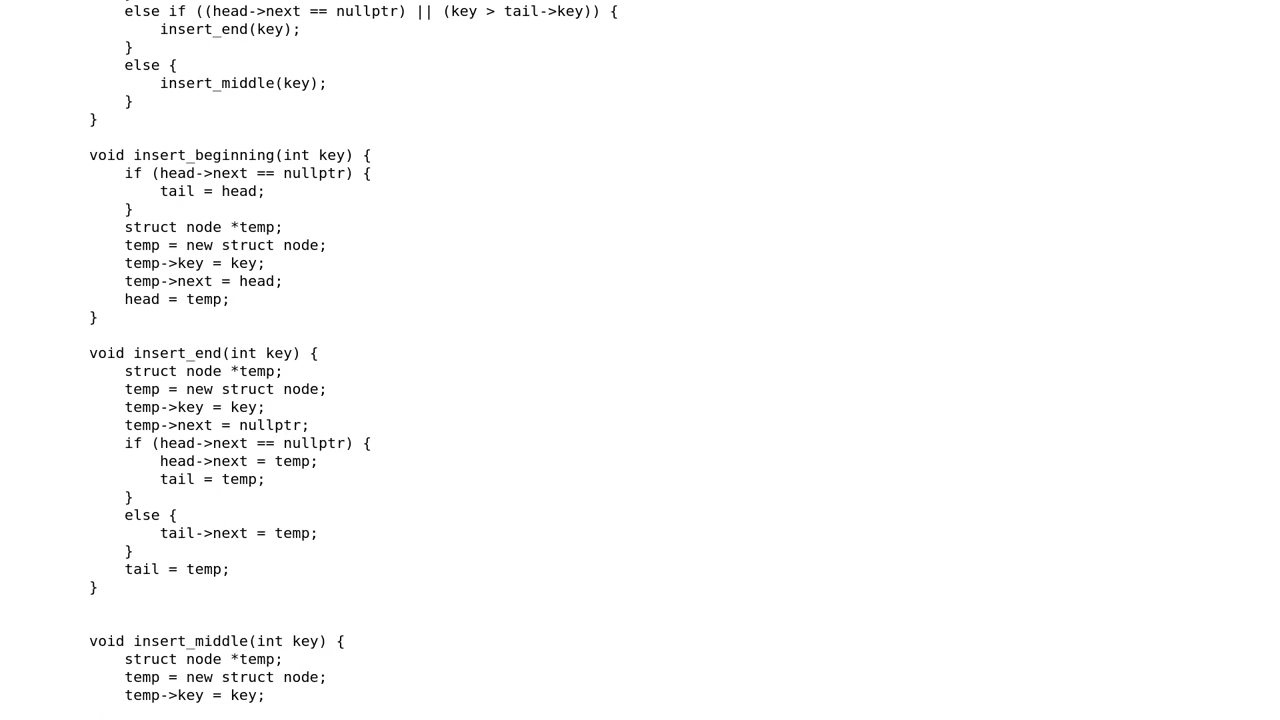 else if ((head->next == nullptr) || (key > tail->key)) {
            insert_end(key);
        }
        else {
            insert_middle(key);
        }
    }

    void insert_beginning(int key) {
        if (head->next == nullptr) {
            tail = head;
        }
        struct node *temp;
        temp = new struct node;
        temp->key = key;
        temp->next = head;
        head = temp;
    }

    void insert_end(int key) {
        struct node *temp;
        temp = new struct node;
        temp->key = key;
        temp->next = nullptr;
        if (head->next == nullptr) {
            head->next = temp;
            tail = temp;
        }
        else {
            tail->next = temp;
        }
        tail = temp;
    }


    void insert_middle(int key) {
        struct node *temp;
        temp = new struct node;
        temp->key = key;